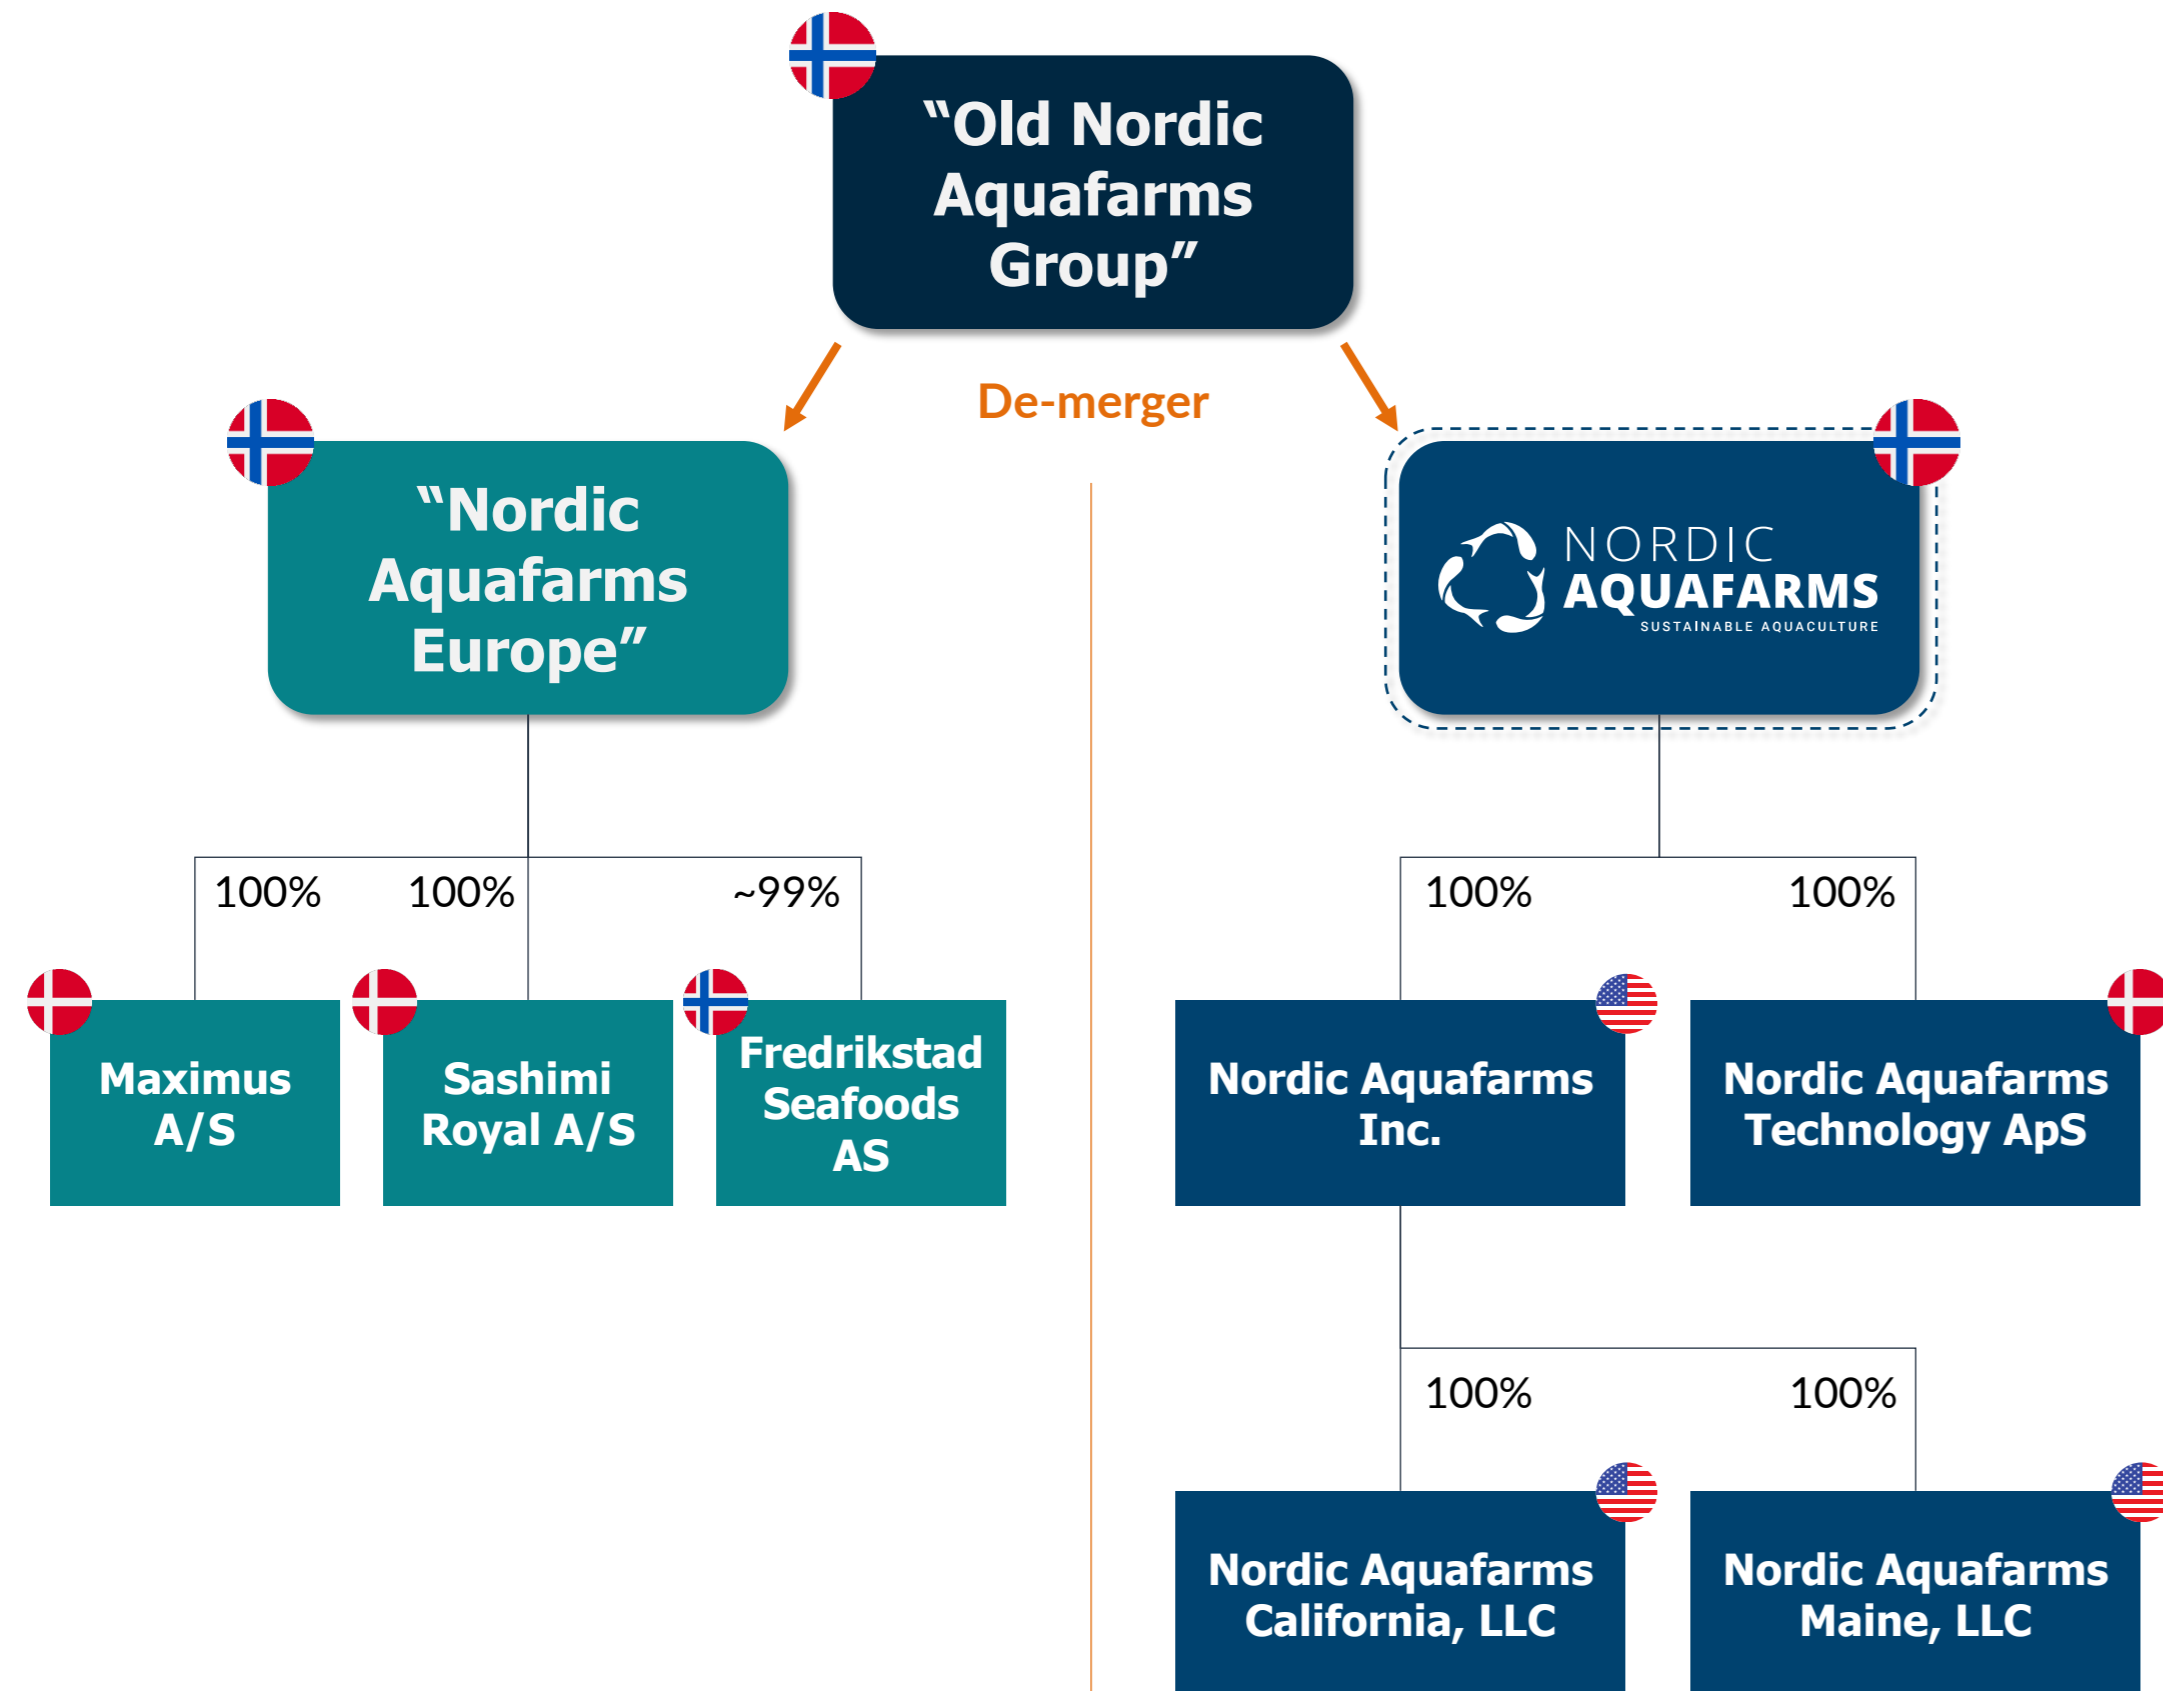 “Old Nordic
Aquafarms
Group”
De-merger
“Nordic
Aquafarms
Europe”
NORDIC
AQUAFARMS
SUSTAINABLE AQUACULTURE
100%
100%
~99%
100%
100%
Maximus
A/S
Sashimi
Royal A/S
Fredrikstad
Seafoods
AS
Nordic Aquafarms
Inc.
Nordic Aquafarms
Technology ApS
100%
100%
Nordic Aquafarms
California, LLC
Nordic Aquafarms
Maine, LLC